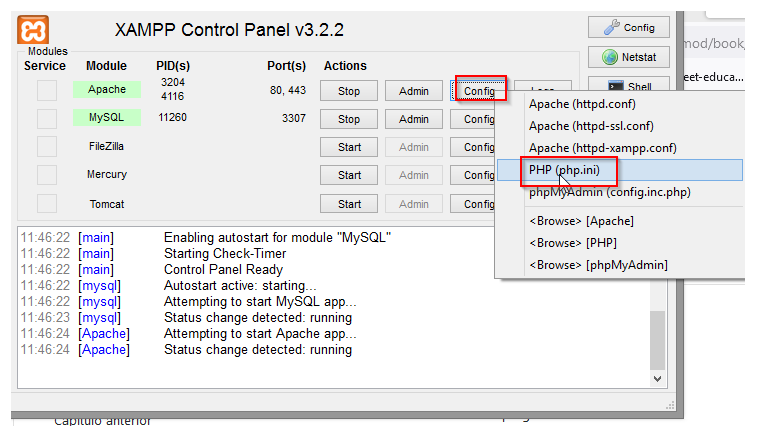 XAMPP Control Panel v3.2.2
Config
Netstat
Shell
Modules
Service Module PID(s) Port(s) Actions
Apache 3204 4116 80, 443 Stop Admin Config
MySQL 11260 3307 Stop Admin Config
FileZilla Start Admin Config
Mercury Start Admin Config
Tomcat Start Admin Config
Apache (httpd.conf)
Apache (httpd-ssl.conf)
Apache (httpd-xampp.conf)
PHP (php.ini)
phpMyAdmin (config.inc.php)
<Browse> [Apache]
<Browse> [PHP]
<Browse> [phpMyAdmin]
11:46:22 [main] Enabling autostart for module "MySQL"
11:46:22 [main] Starting Check-Timer
11:46:22 [main] Control Panel Ready
11:46:22 [mysql] Autostart active: starting...
11:46:22 [mysql] Attempting to start MySQL app...
11:46:23 [mysql] Status change detected: running
11:46:24 [Apache] Attempting to start Apache app...
11:46:24 [Apache] Status change detected: running
mod/book/
eet-educa...
Capítulo anterior